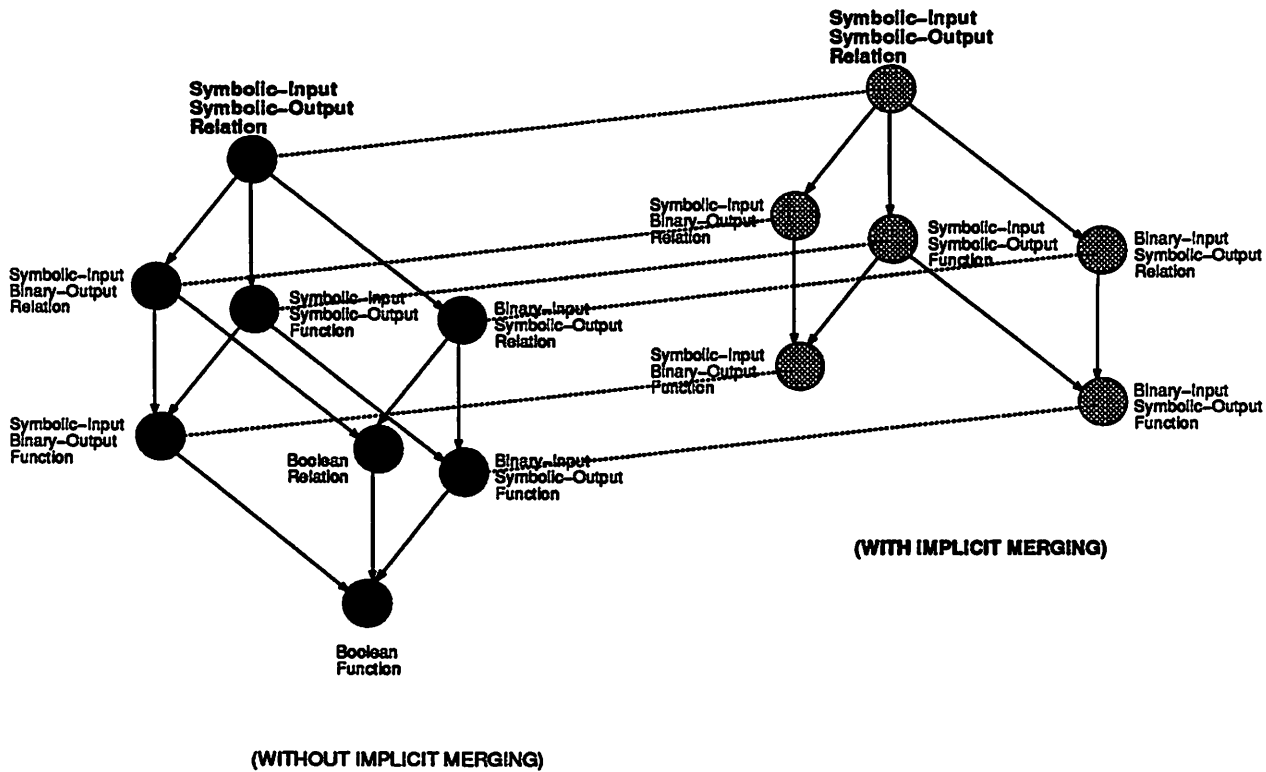 Symbolic-Input
Symbolic-Output
Relation
Symbolic-Input
Symbolic-Output
Relation
Symbolic-Input
Binary-Output
Relation
Symbolic-Input
Symbolic-Output
Function
Binary-Input
Symbolic-Output
Relation
Symbolic-Input
Binary-Output
Relation
Symbolic-Input
Symbolic-Output
Function
Binary-Input
Symbolic-Output
Relation
Symbolic-Input
Binary-Output
Function
Binary-Input
Symbolic-Output
Function
Symbolic-Input
Binary-Output
Function
Boolean
Relation
Binary-Input
Symbolic-Output
Function
(WITH IMPLICIT MERGING)
Boolean
Function
(WITHOUT IMPLICIT MERGING)